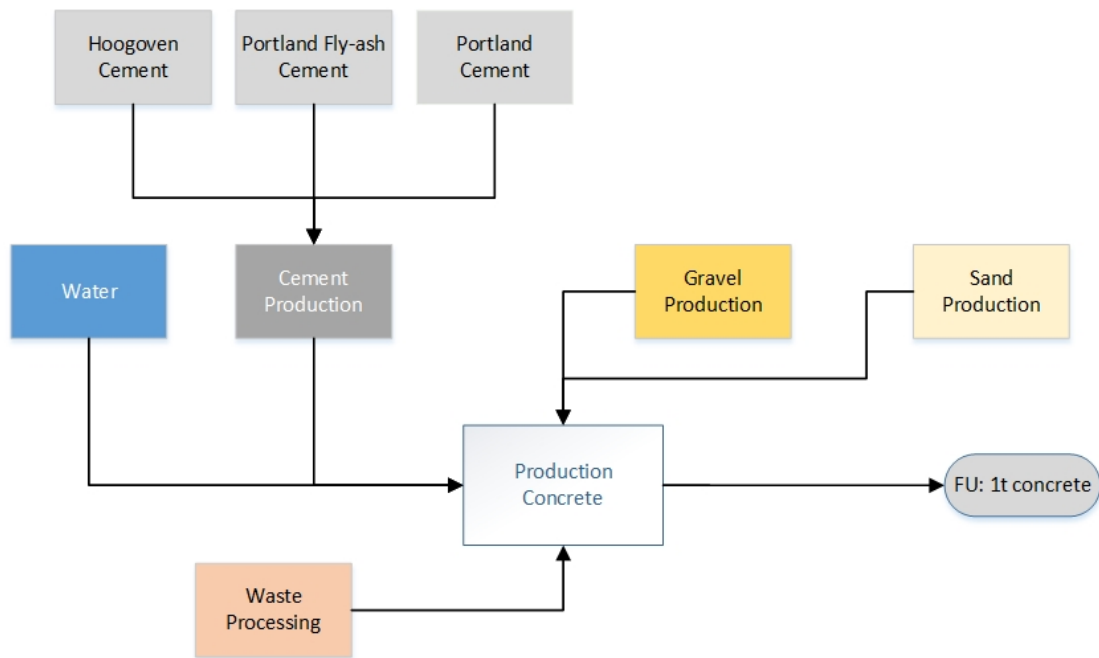 Hoogoven
Cement
Portland Fly-ash
Cement
Portland
Cement
Water
Cement
Production
Gravel
Production
Sand
Production
Production
Concrete
FU: 1t concrete
Waste
Processing